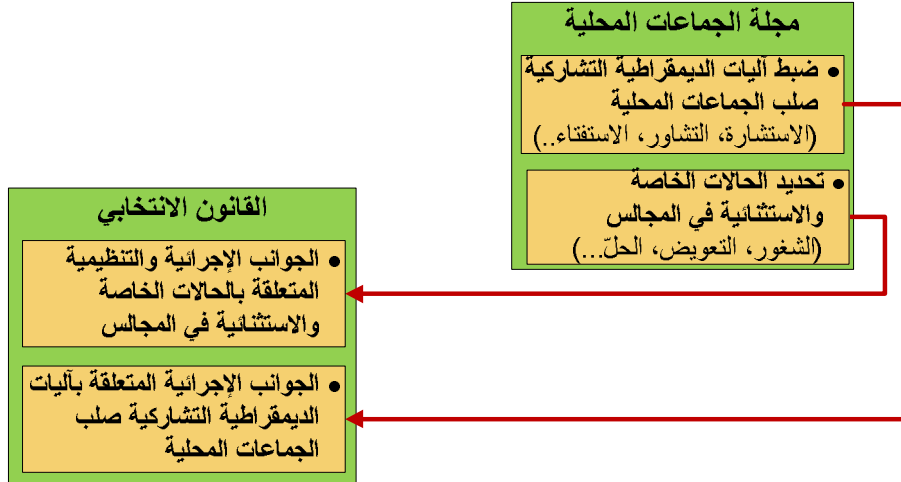 مجلة الجماعات المحلية
• ضبط آليات الديمقراطية التشاركية
صلب الجماعات المحلية
(الاستشارة، التشاور، الاستفتاء..)
• تحديد الحالات الخاصة
والاستثنائية في المجالس
(الشغور، التعويض، الحلّ...)
القانون الانتخابي
• الجوانب الإجرائية والتنظيمية
المتعلقة بالحالات الخاصة
والاستثنائية في المجالس
• الجوانب الإجرائية المتعلقة بآليات
الديمقراطية التشاركية صلب
الجماعات المحلية